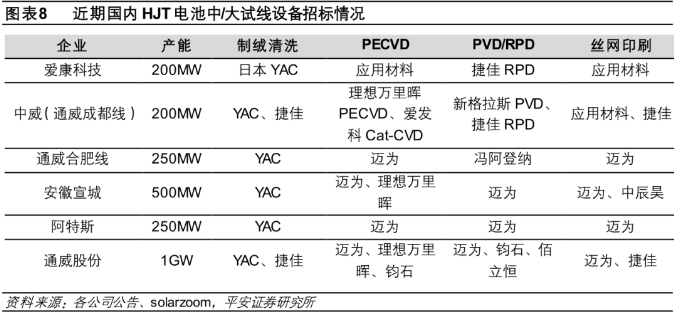 图表8 近期国内 HJT 电池中/大试线设备招标情况
企业 产能 制绒清洗 PECVD PVD/RPD 丝网印刷
爱康科技 200MW 日本 YAC 应用材料 捷佳 RPD 应用材料
中威（通威成都线） 200MW YAC、捷佳 理想万里晖 PECVD、爱发科 Cat-CVD 新格拉斯 PVD、捷佳 RPD 应用材料、捷佳
通威合肥线 250MW YAC 迈为 冯阿登纳 迈为
安徽宣城 500MW YAC 迈为、理想万里晖 迈为 迈为、中辰昊
阿特斯 250MW YAC 迈为 迈为 迈为
通威股份 1GW YAC、捷佳 迈为、理想万里晖、钧石 迈为、钧石、佰立恒 迈为、捷佳
资料来源：各公司公告、solarzoom，平安证券研究所